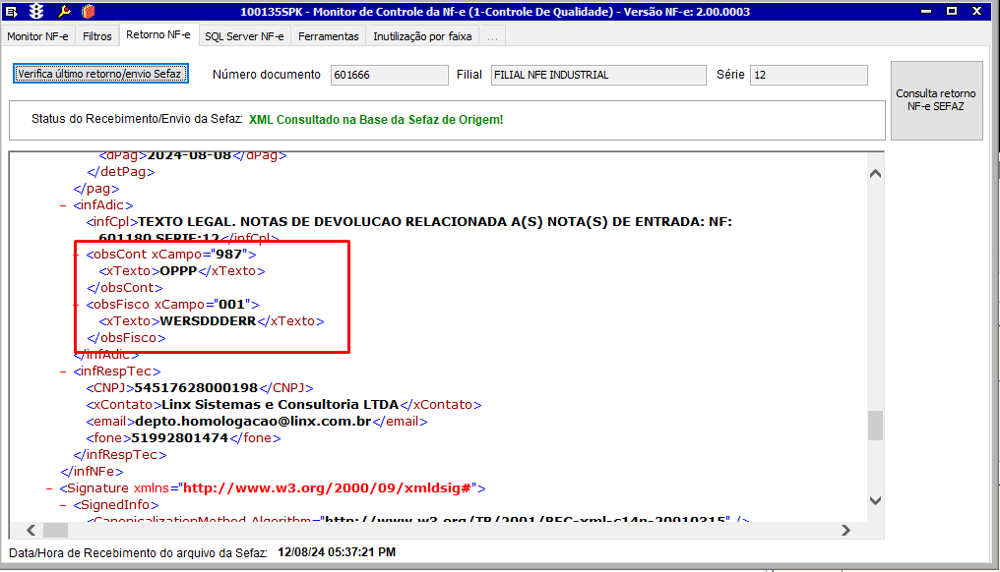 100135SPK - Monitor de Controle da Nf-e (1-Controle De Qualidade) - Versão NF-e: 2.00.0003
Monitor NF-e Filtros Retorno NF-e SQL Server NF-e Ferramentas Inutilização por faixa ...
Verifica último retorno/envio Sefaz Número documento 601666 Filial FILIAL NFE INDUSTRIAL Série 12
Consulta retorno
NF-e SEFAZ
Status do Recebimento/Envio da Sefaz: XML Consultado na Base da Sefaz de Origem!
<dPag>2024-08-08</dPag>
</detPag>
</pag>
- <infAdic>
<infCpl>TEXTO LEGAL. NOTAS DE DEVOLUCAO RELACIONADA A(S) NOTA(S) DE ENTRADA: NF:
601180 SERIE:12</infCpl>
- <obsCont xCampo="987">
<xTexto>OPPP</xTexto>
</obsCont>
- <obsFisco xCampo="001">
<xTexto>WERSDDDERR</xTexto>
</obsFisco>
</infAdic>
- <infRespTec>
<CNPJ>54517628000198</CNPJ>
<xContato>Linx Sistemas e Consultoria LTDA</xContato>
<email>depto.homologacao@linx.com.br</email>
<fone>51992801474</fone>
</infRespTec>
</infNFe>
- <Signature xmlns="http://www.w3.org/2000/09/xmldsig#">
- <SignedInfo>
<CanonicalizationMethod Algorithm="http://www.w3.org/TR/2001/REC-xml-c14n-20010315" />
Data/Hora de Recebimento do arquivo da Sefaz: 12/08/24 05:37:21 PM